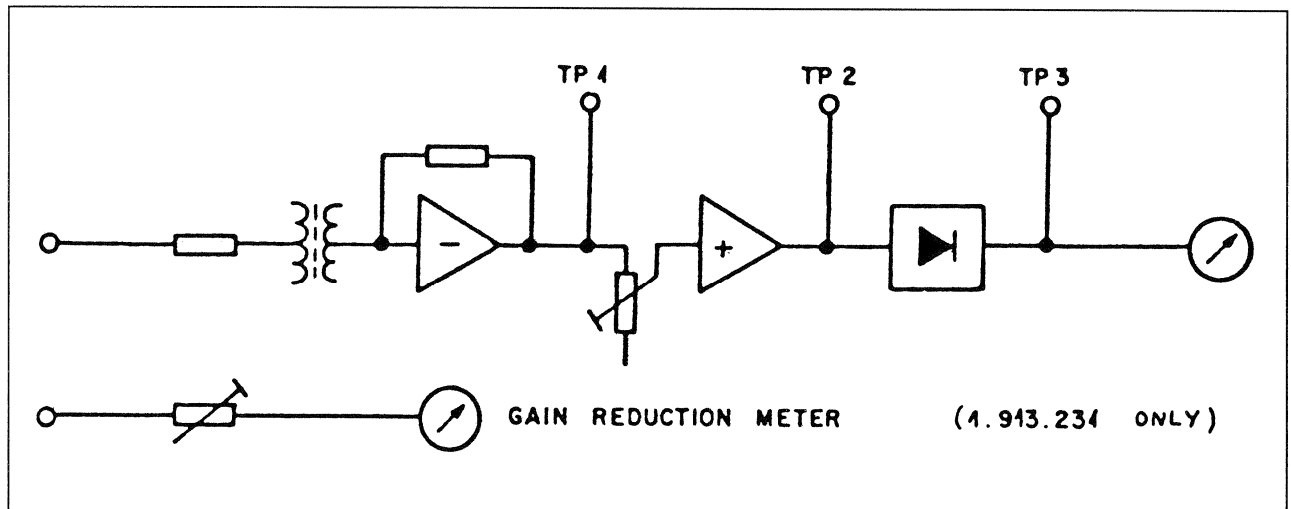 TP 1
TP 2
TP 3
−
+
GAIN REDUCTION METER (1.913.231 ONLY)